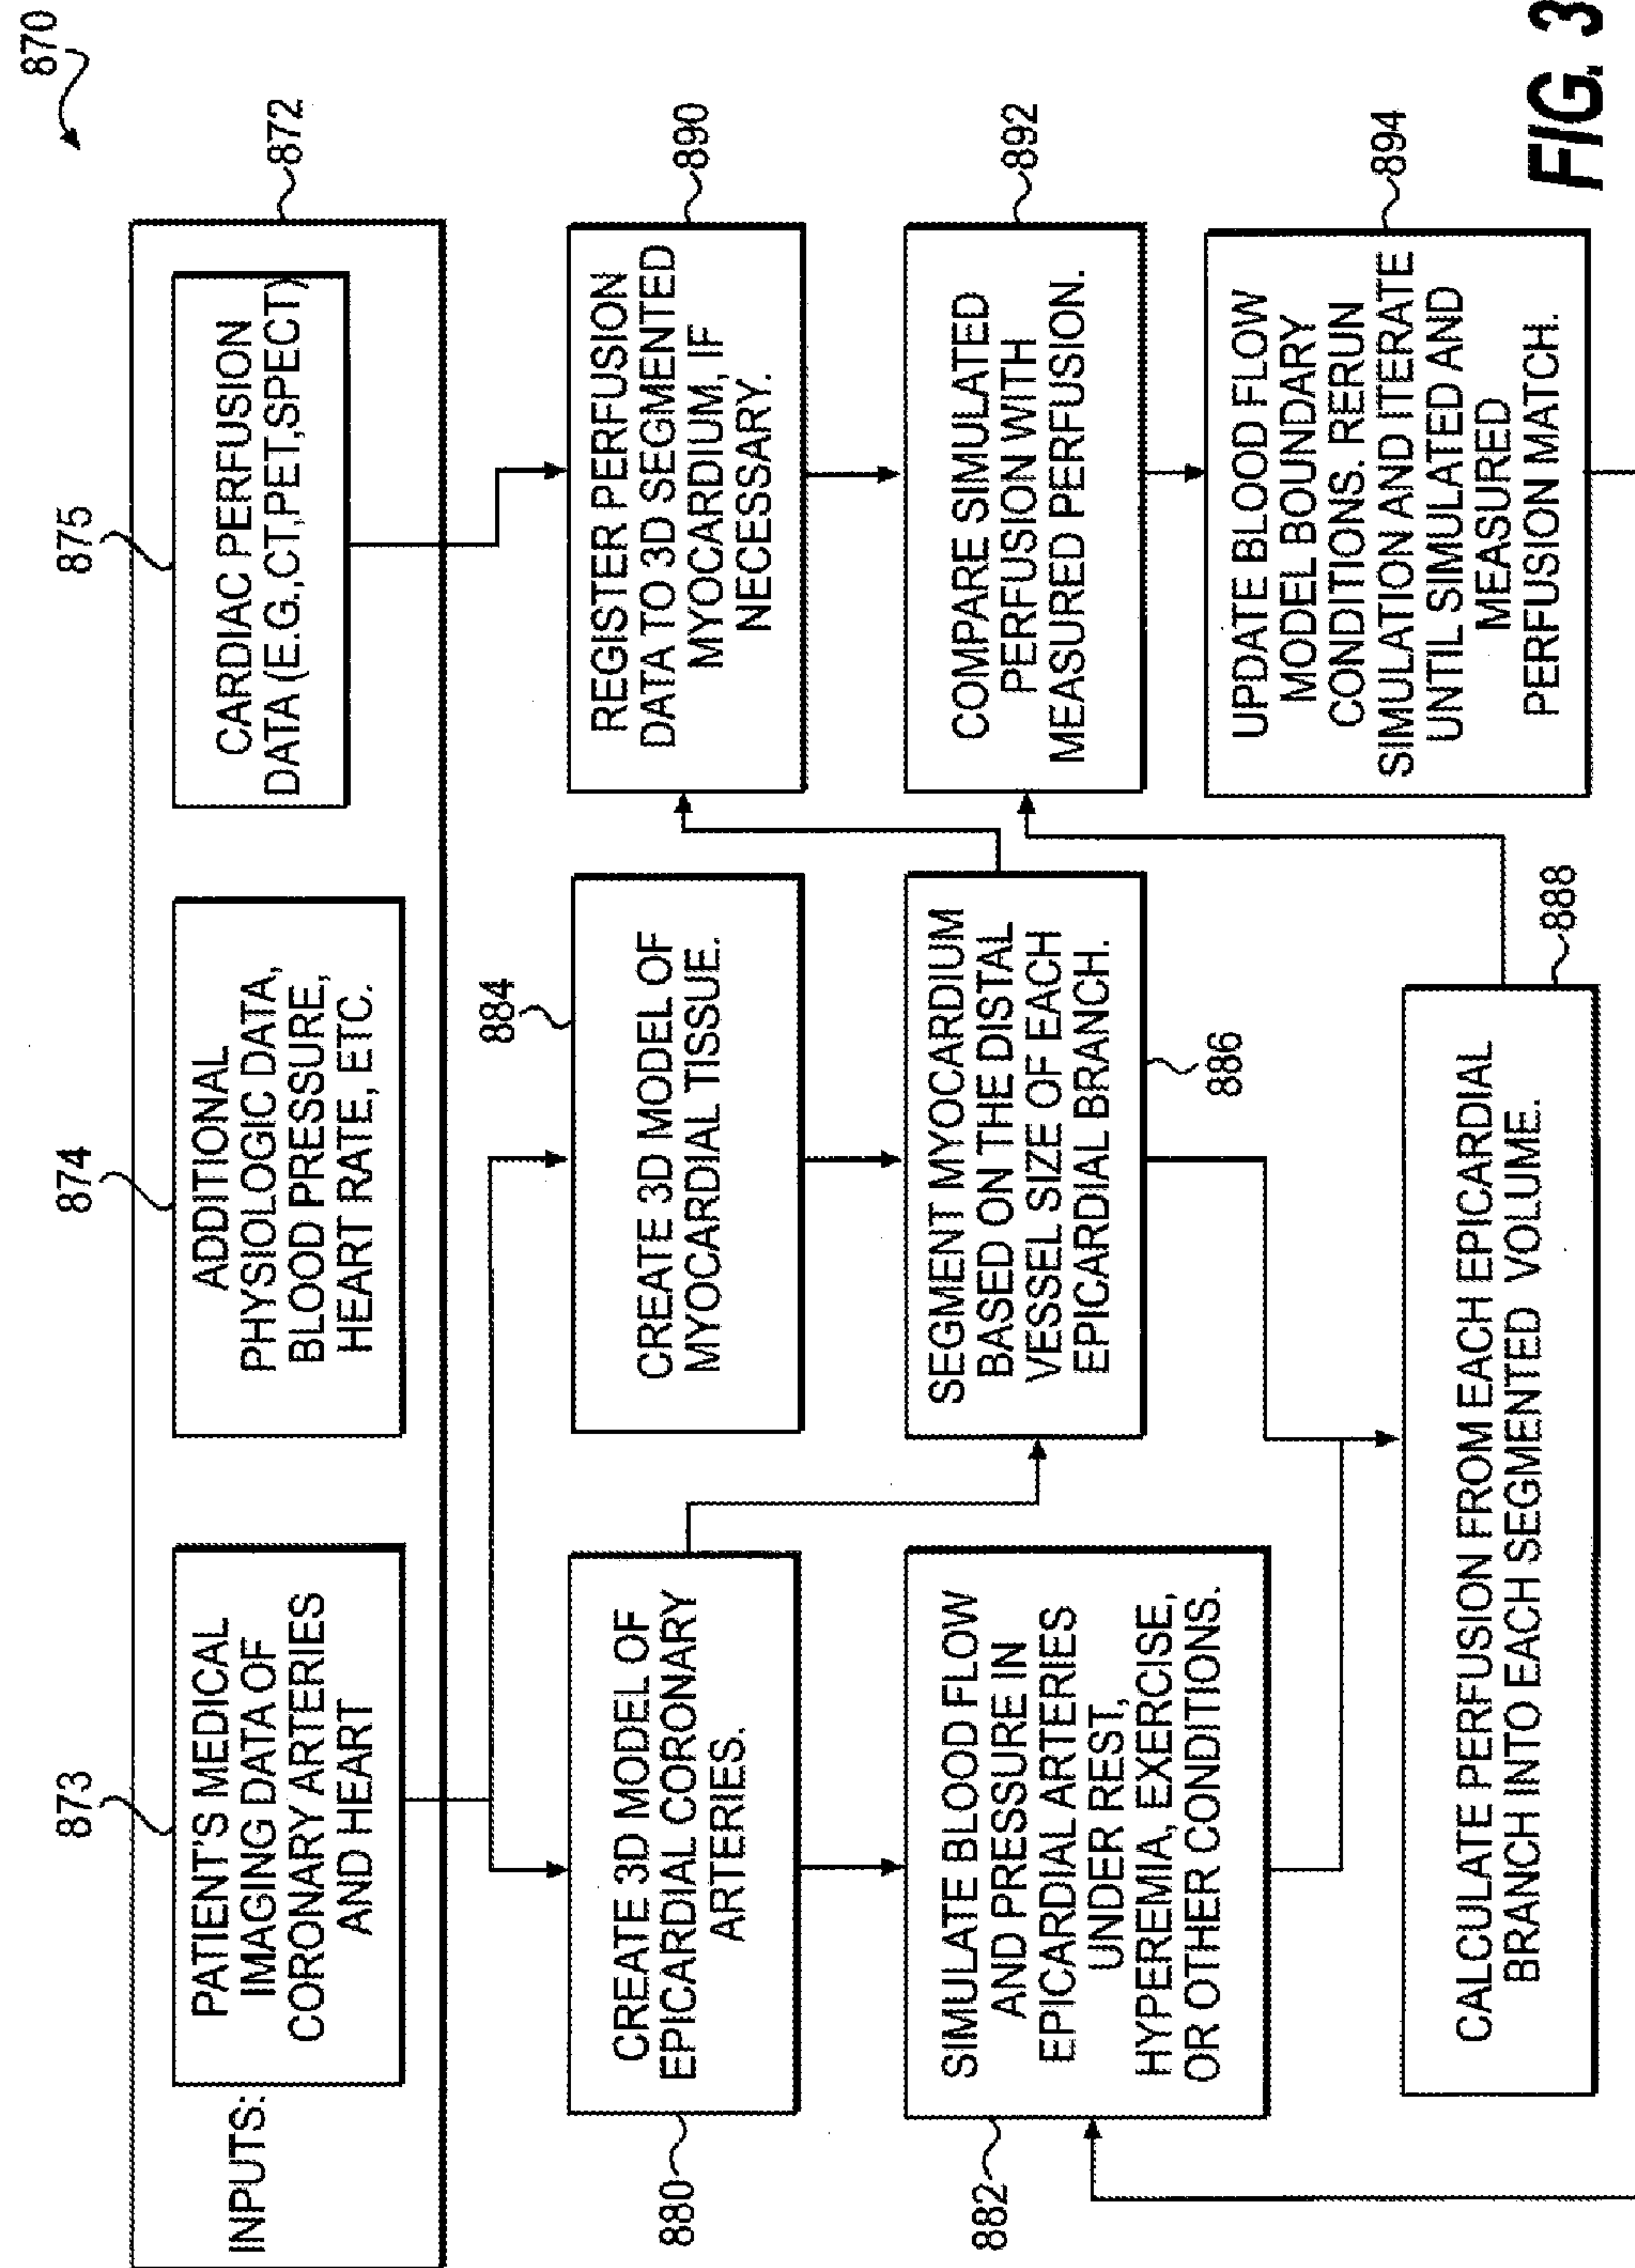 870
872
INPUTS:
873
PATIENT'S MEDICAL
IMAGING DATA OF
CORONARY ARTERIES
AND HEART
874
ADDITIONAL
PHYSIOLOGIC DATA,
BLOOD PRESSURE,
HEART RATE, ETC.
875
CARDIAC PERFUSION
DATA (E.G.,CT,PET,SPECT)
880
CREATE 3D MODEL OF
EPICARDIAL CORONARY
ARTERIES.
884
CREATE 3D MODEL OF
MYOCARDIAL TISSUE.
890
REGISTER PERFUSION
DATA TO 3D SEGMENTED
MYOCARDIUM, IF
NECESSARY.
882
SIMULATE BLOOD FLOW
AND PRESSURE IN
EPICARDIAL ARTERIES
UNDER REST,
HYPEREMIA, EXERCISE,
OR OTHER CONDITIONS.
886
SEGMENT MYOCARDIUM
BASED ON THE DISTAL
VESSEL SIZE OF EACH
EPICARDIAL BRANCH.
892
COMPARE SIMULATED
PERFUSION WITH
MEASURED PERFUSION.
888
CALCULATE PERFUSION FROM EACH EPICARDIAL
BRANCH INTO EACH SEGMENTED VOLUME.
894
UPDATE BLOOD FLOW
MODEL BOUNDARY
CONDITIONS. RERUN
SIMULATION AND ITERATE
UNTIL SIMULATED AND
MEASURED
PERFUSION MATCH.
FIG. 3